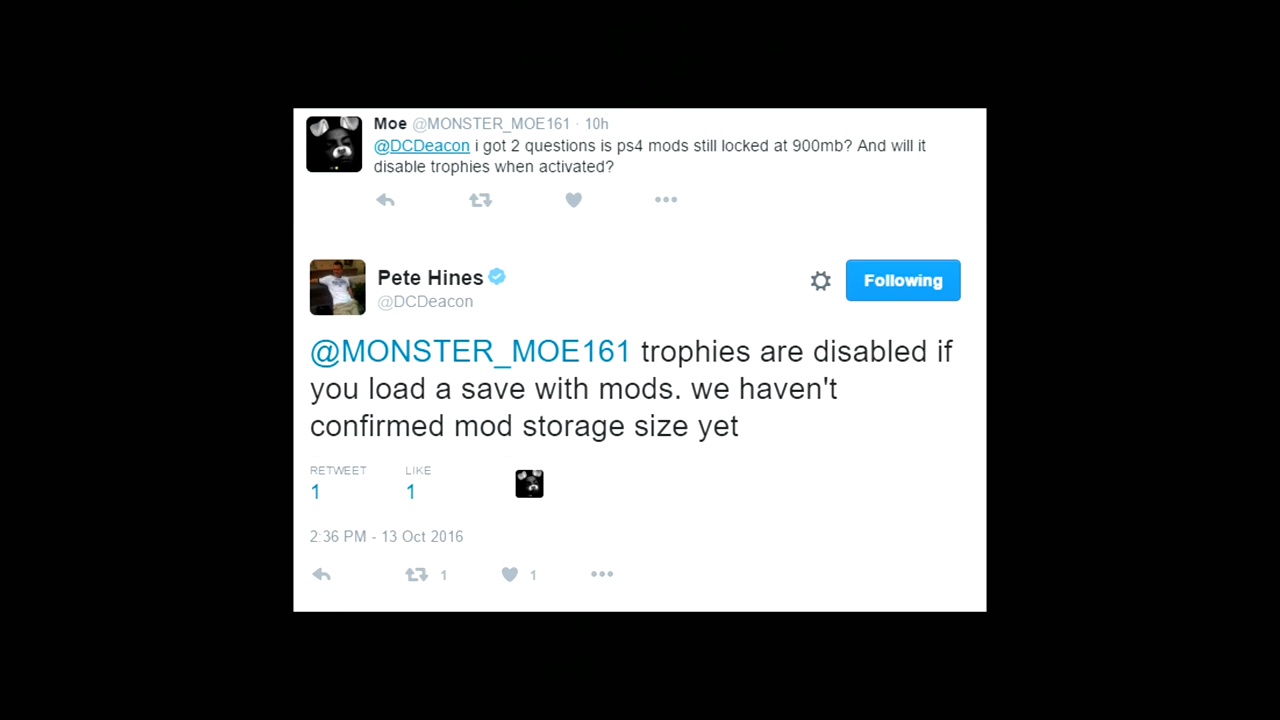 Moe @MONSTER_MOE161 · 10h
@DCDeacon i got 2 questions is ps4 mods still locked at 900mb? And will it
disable trophies when activated?
Pete Hines
@DCDeacon
Following
@MONSTER_MOE161 trophies are disabled if
you load a save with mods. we haven't
confirmed mod storage size yet
RETWEET LIKE
1 1
2:36 PM - 13 Oct 2016
1 1